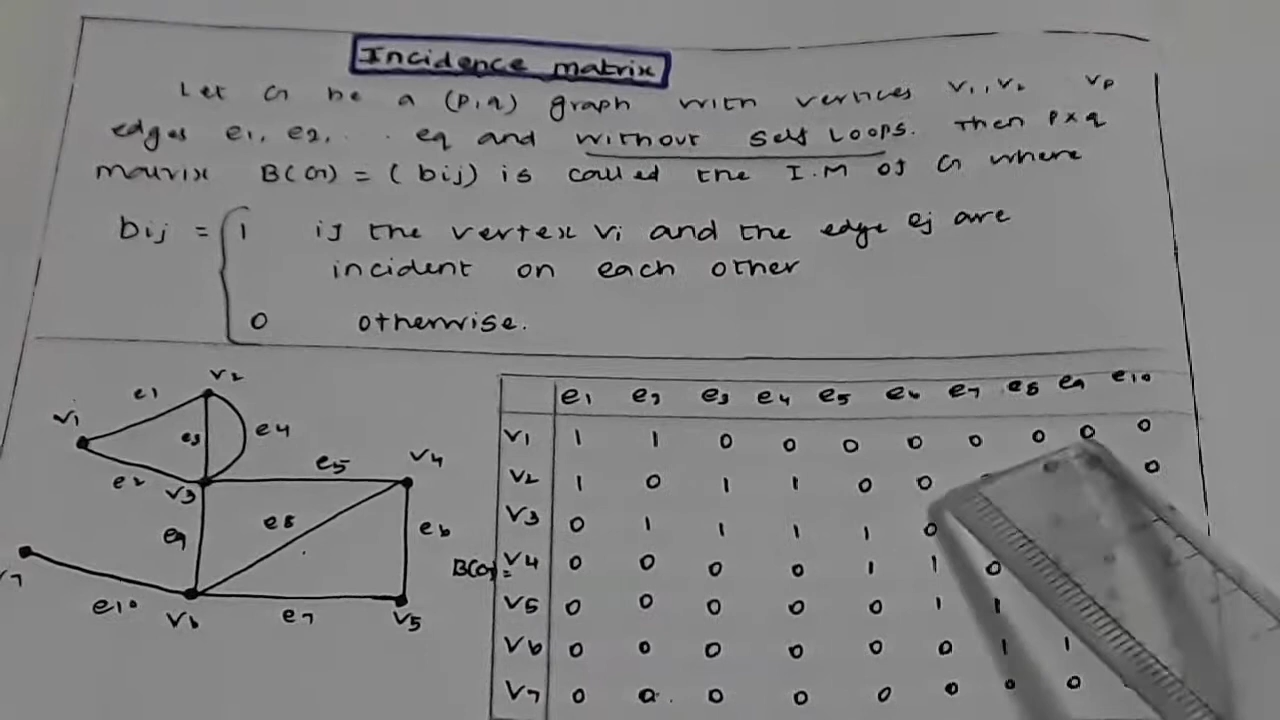 Incidence matrix
Let G be a (p,q) graph with vertices v1, v2 vp
edges e1, e2, . . eq and without self loops. Then p x q
matrix B(G) = (bij) is called the I.M of G where
bij = { 1 if the vertex vi and the edge ej are
incident on each other
0 otherwise.
v2
e1
v1
e3 e4
e2 v3 e5 v4
e8
e9 e6
v7
e10 v6 e7 v5
e1 e2 e3 e4 e5 e6 e7 e8 e9 e10
v1 1 1 0 0 0 0 0 0 0 0
v2 1 0 1 1 0 0 0
v3 0 1 1 1 1 0
B(G) = v4 0 0 0 0 1 1 0
v5 0 0 0 0 0 1 1
v6 0 0 0 0 0 0 1 1
v7 0 0 0 0 0 0 0 0